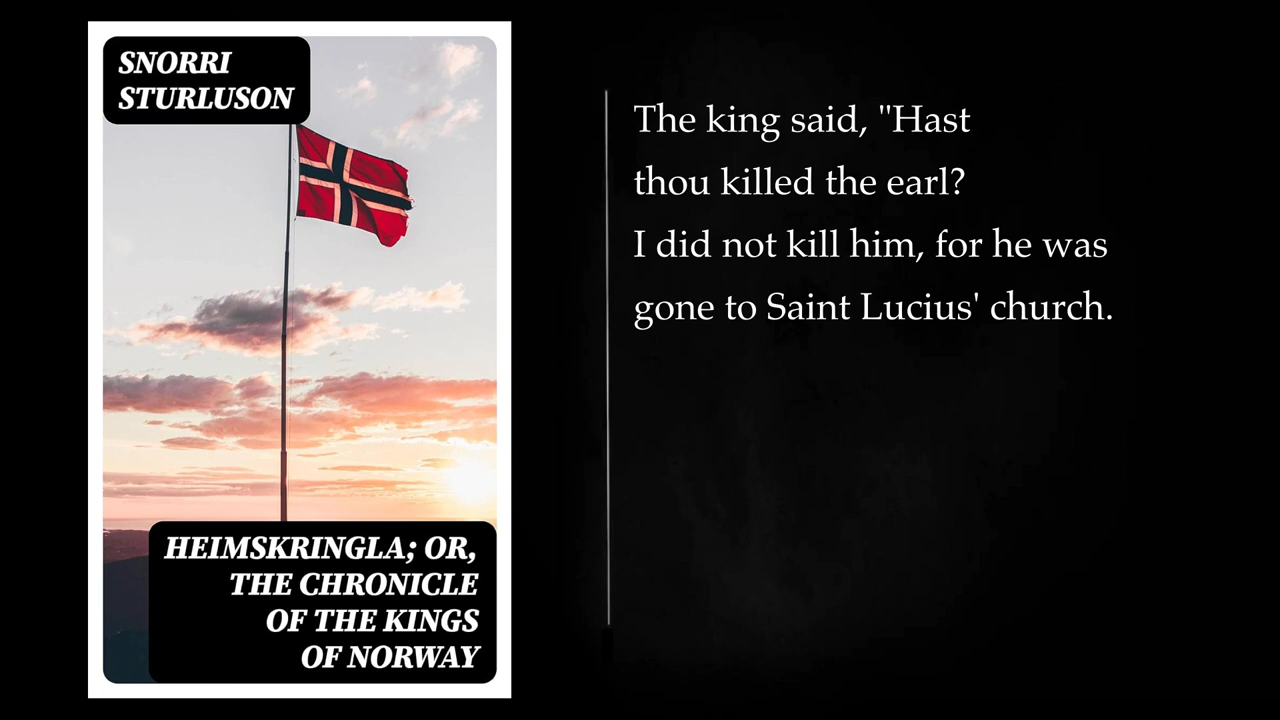 SNORRI
STURLUSON
HEIMSKRINGLA; OR,
THE CHRONICLE
OF THE KINGS
OF NORWAY
The king said, "Hast
thou killed the earl?
I did not kill him, for he was
gone to Saint Lucius' church.